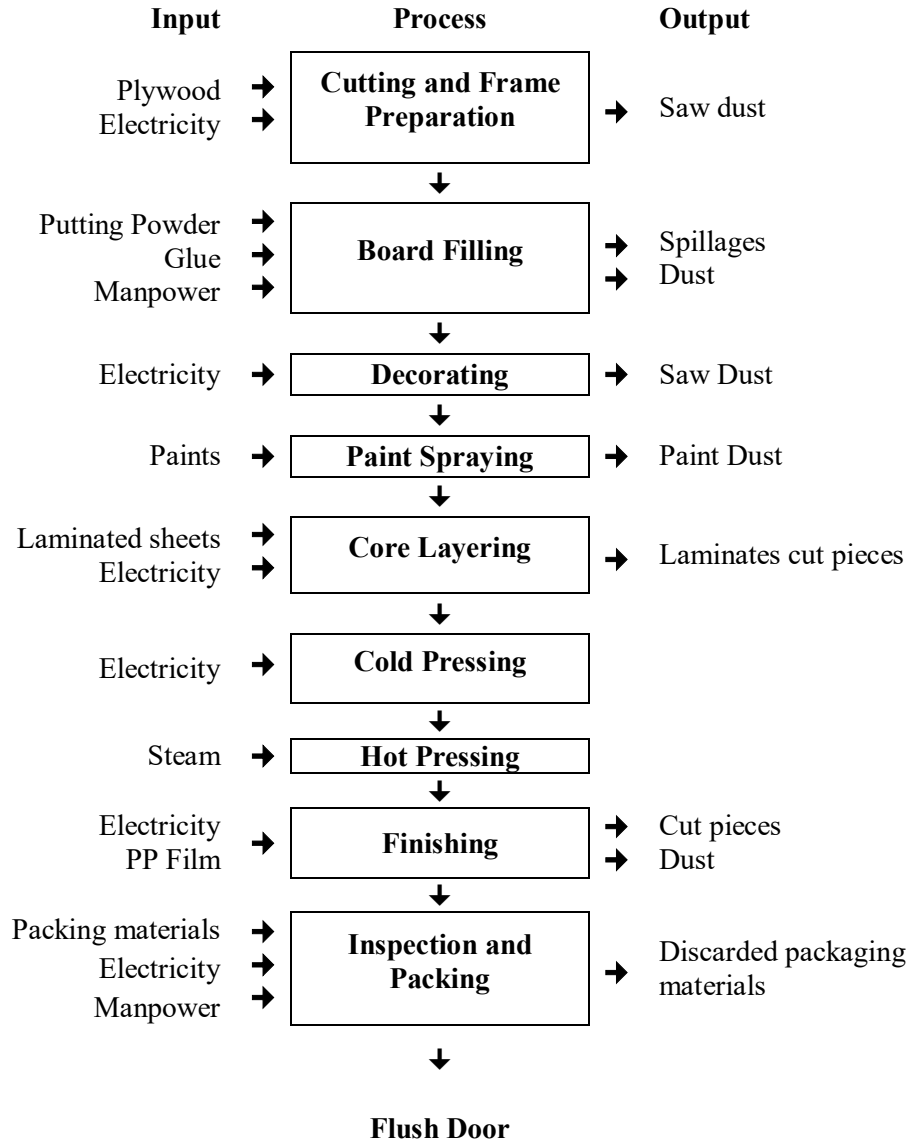 Input Process Output
Plywood
Electricity
Cutting and Frame
Preparation
Saw dust
Putting Powder
Glue
Manpower
Board Filling
Spillages
Dust
Electricity
Decorating
Saw Dust
Paints
Paint Spraying
Paint Dust
Laminated sheets
Electricity
Core Layering
Laminates cut pieces
Electricity
Cold Pressing
Steam
Hot Pressing
Electricity
PP Film
Finishing
Cut pieces
Dust
Packing materials
Electricity
Manpower
Inspection and
Packing
Discarded packaging
materials
Flush Door